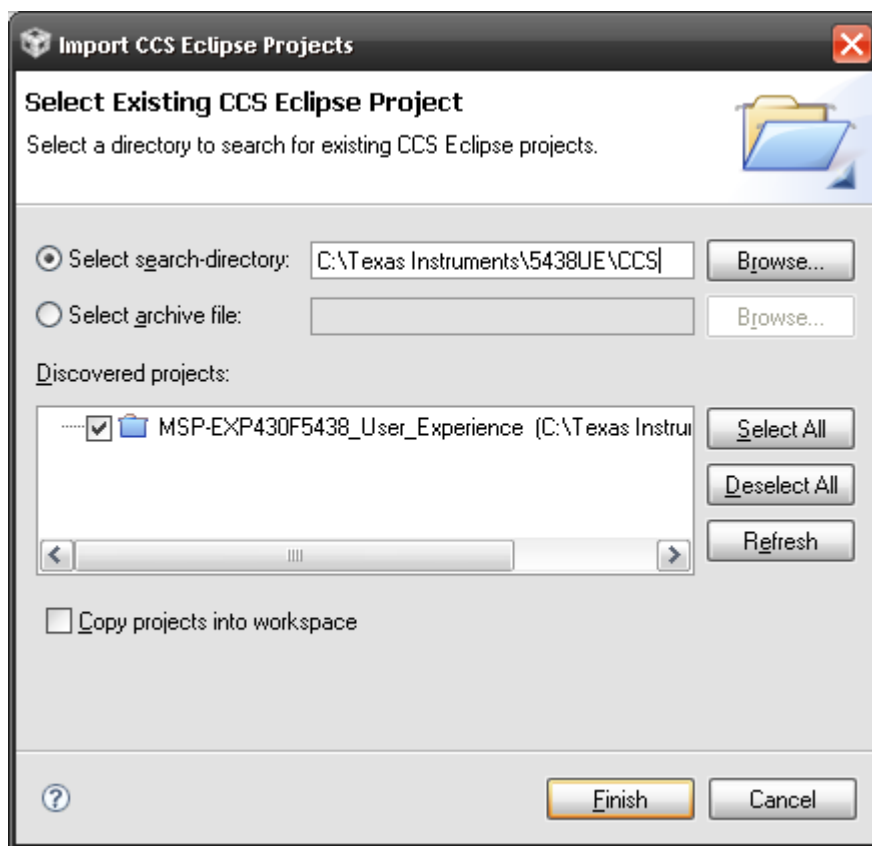 Import CCS Eclipse Projects
Select Existing CCS Eclipse Project
Select a directory to search for existing CCS Eclipse projects.
Select search-directory: C:\Texas Instruments\5438UE\CCS Browse...
Select archive file: Browse...
Discovered projects:
MSP-EXP430F5438_User_Experience (C:\Texas Instrui Select All
Deselect All
Refresh
Copy projects into workspace
? Finish Cancel